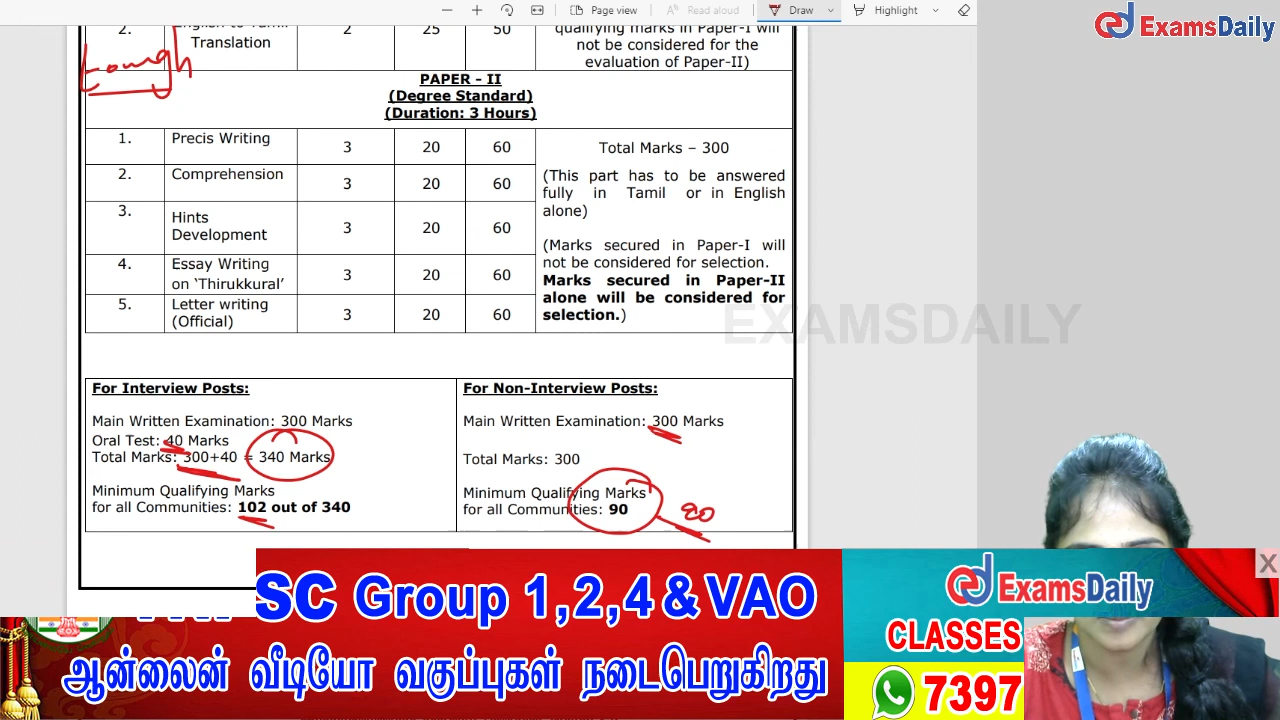 Page view
Read aloud
Draw
Highlight
ExamsDaily
2.
Translation
2
25
50
qualifying marks in Paper-I will
not be considered for the
evaluation of Paper-II)
PAPER - II
(Degree Standard)
(Duration: 3 Hours)
1. Precis Writing 3 20 60
2. Comprehension 3 20 60
3. Hints
Development 3 20 60
4. Essay Writing
on ‘Thirukkural’ 3 20 60
5. Letter writing
(Official) 3 20 60
Total Marks – 300
(This part has to be answered
fully in Tamil or in English
alone)
(Marks secured in Paper-I will
not be considered for selection.
Marks secured in Paper-II
alone will be considered for
selection.)
EXAMSDAILY
For Interview Posts:
Main Written Examination: 300 Marks
Oral Test: 40 Marks
Total Marks: 300+40 = 340 Marks
Minimum Qualifying Marks
for all Communities: 102 out of 340
For Non-Interview Posts:
Main Written Examination: 300 Marks
Total Marks: 300
Minimum Qualifying Marks
for all Communities: 90
90
SC Group 1,2,4 & VAO
ஆன்லைன் வீடியோ வகுப்புகள் நடைபெறுகிறது
ExamsDaily
CLASSES
7397
X